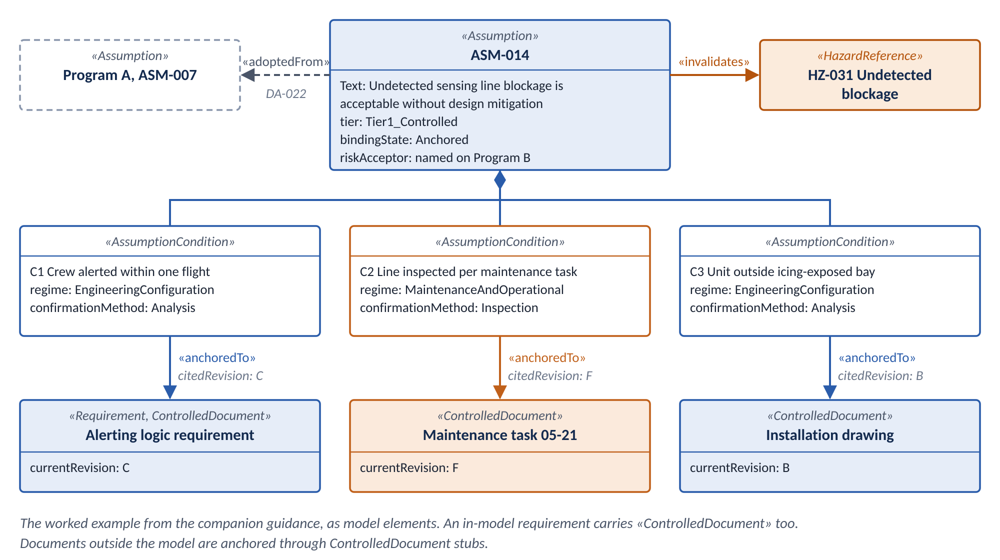 «Assumption»
Program A, ASM-007
«adoptedFrom»
DA-022
«Assumption»
ASM-014
Text: Undetected sensing line blockage is
acceptable without design mitigation
tier: Tier1_Controlled
bindingState: Anchored
riskAcceptor: named on Program B
«invalidates»
«HazardReference»
HZ-031 Undetected
blockage
«AssumptionCondition»
C1 Crew alerted within one flight
regime: EngineeringConfiguration
confirmationMethod: Analysis
«AssumptionCondition»
C2 Line inspected per maintenance task
regime: MaintenanceAndOperational
confirmationMethod: Inspection
«AssumptionCondition»
C3 Unit outside icing-exposed bay
regime: EngineeringConfiguration
confirmationMethod: Analysis
«anchoredTo»
citedRevision: C
«anchoredTo»
citedRevision: F
«anchoredTo»
citedRevision: B
«Requirement, ControlledDocument»
Alerting logic requirement
currentRevision: C
«ControlledDocument»
Maintenance task 05-21
currentRevision: F
«ControlledDocument»
Installation drawing
currentRevision: B
The worked example from the companion guidance, as model elements. An in-model requirement carries «ControlledDocument» too.
Documents outside the model are anchored through ControlledDocument stubs.